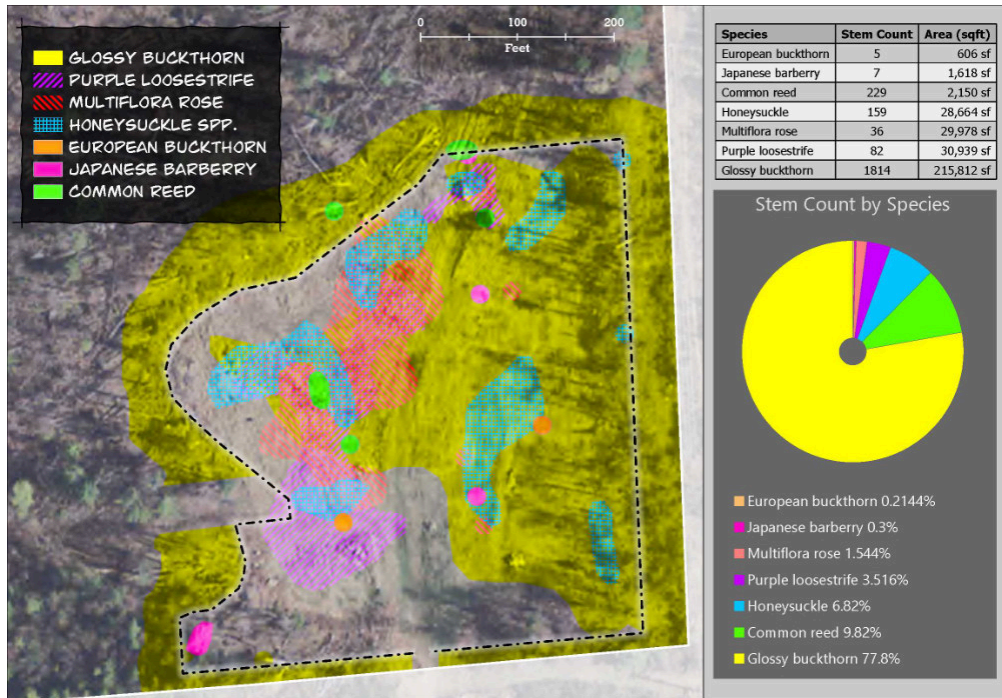 GLOSSY BUCKTHORN
PURPLE LOOSESTRIFE
MULTIFLORA ROSE
HONEYSUCKLE SPP.
EUROPEAN BUCKTHORN
JAPANESE BARBERRY
COMMON REED
0 100 200
Feet
Species Stem Count Area (sqft)
European buckthorn 5 606 sf
Japanese barberry 7 1,618 sf
Common reed 229 2,150 sf
Honeysuckle 159 28,664 sf
Multiflora rose 36 29,978 sf
Purple loosestrife 82 30,939 sf
Glossy buckthorn 1814 215,812 sf
Stem Count by Species
European buckthorn 0.2144%
Japanese barberry 0.3%
Multiflora rose 1.544%
Purple loosestrife 3.516%
Honeysuckle 6.82%
Common reed 9.82%
Glossy buckthorn 77.8%